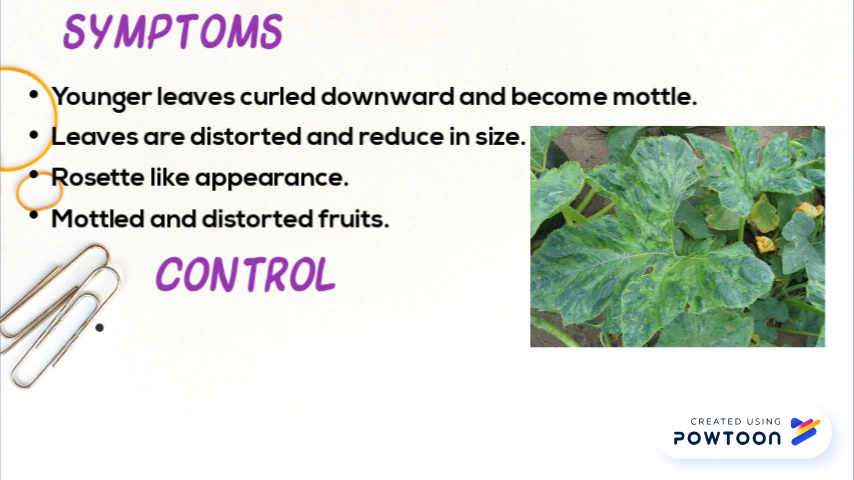 SYMPTOMS
• Younger leaves curled downward and become mottle.
• Leaves are distorted and reduce in size.
• Rosette like appearance.
• Mottled and distorted fruits.
CONTROL
•
CREATED USING
POWTOON